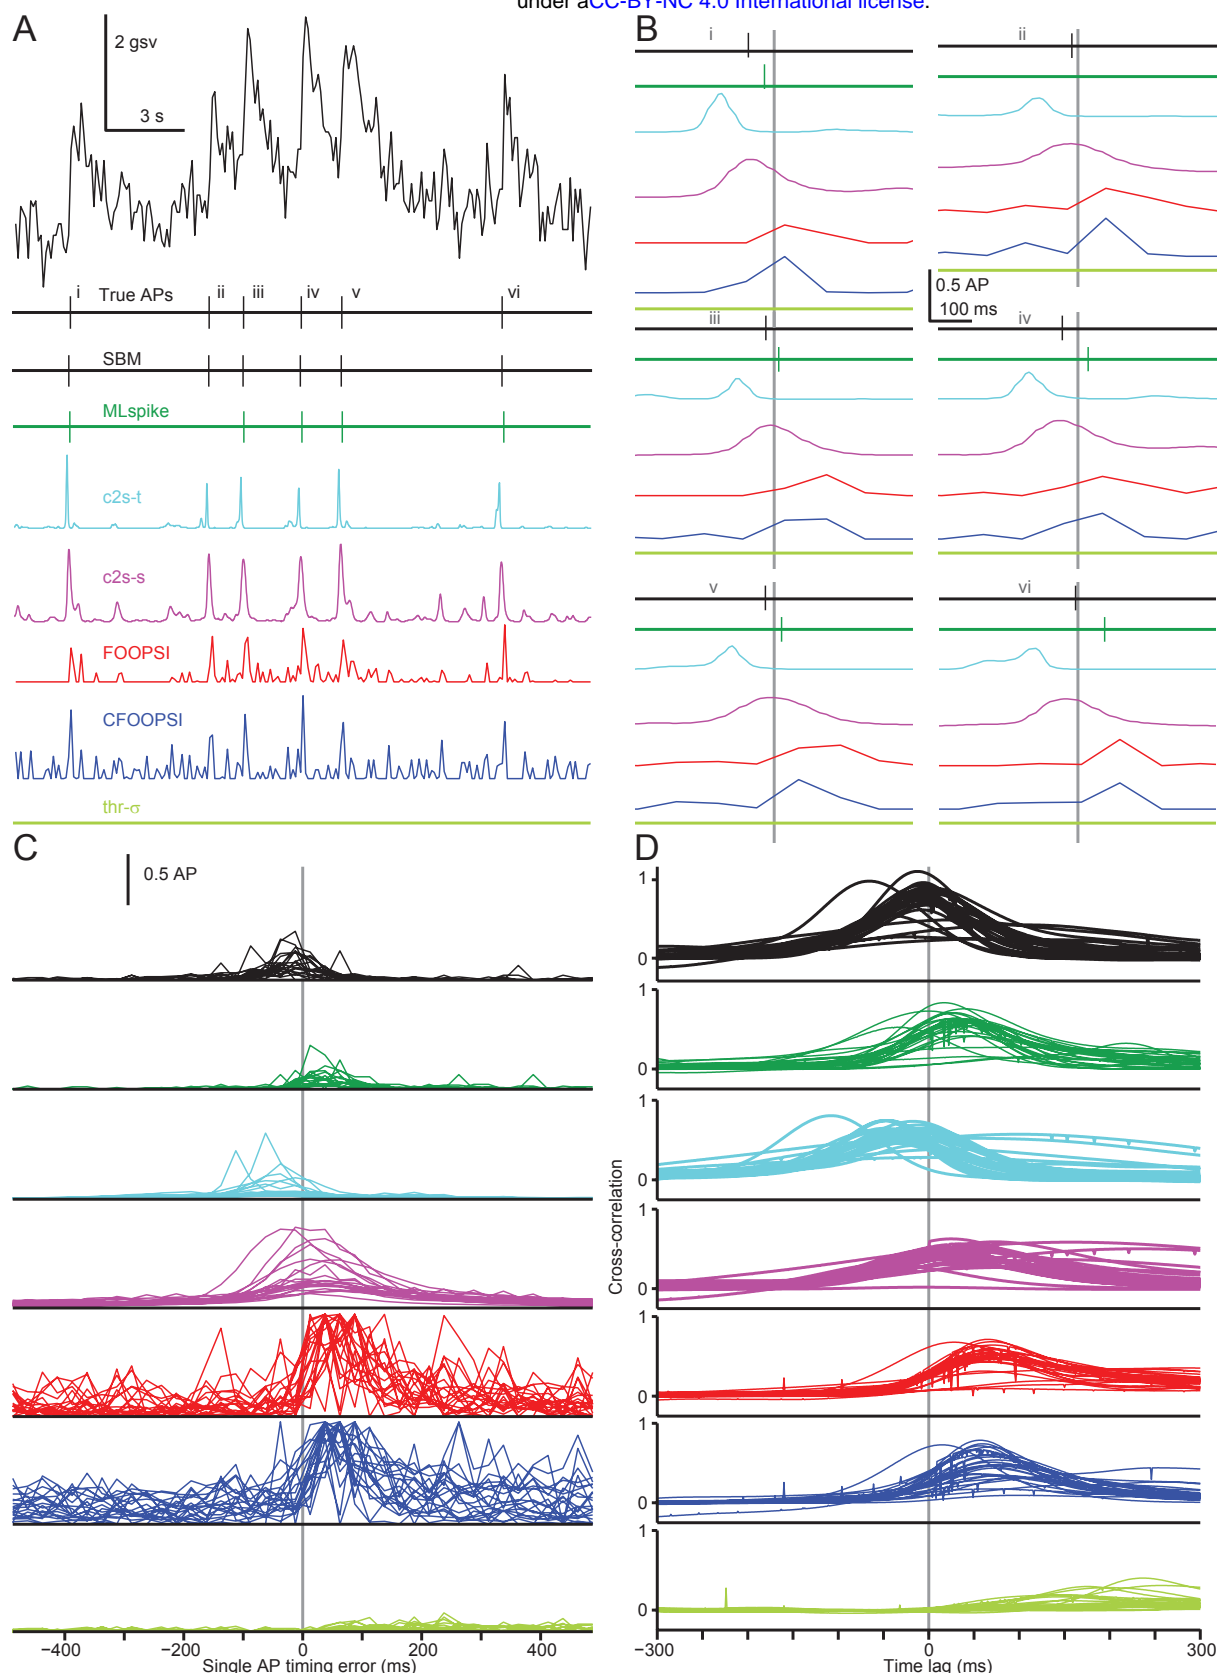 under aCC-BY-NC 4.0 International license.
A
2 gsv
3 s
True APs
i
ii
iii
iv
v
vi
SBM
MLspike
c2s-t
c2s-s
FOOPSI
CFOOPSI
thr-σ
B
i
ii
0.5 AP
100 ms
iii
iv
v
vi
C
0.5 AP
−400
−200
0
200
400
Single AP timing error (ms)
D
1
0
1
0
1
0
1
0
1
0
1
0
1
0
Cross-correlation
−300
0
300
Time lag (ms)